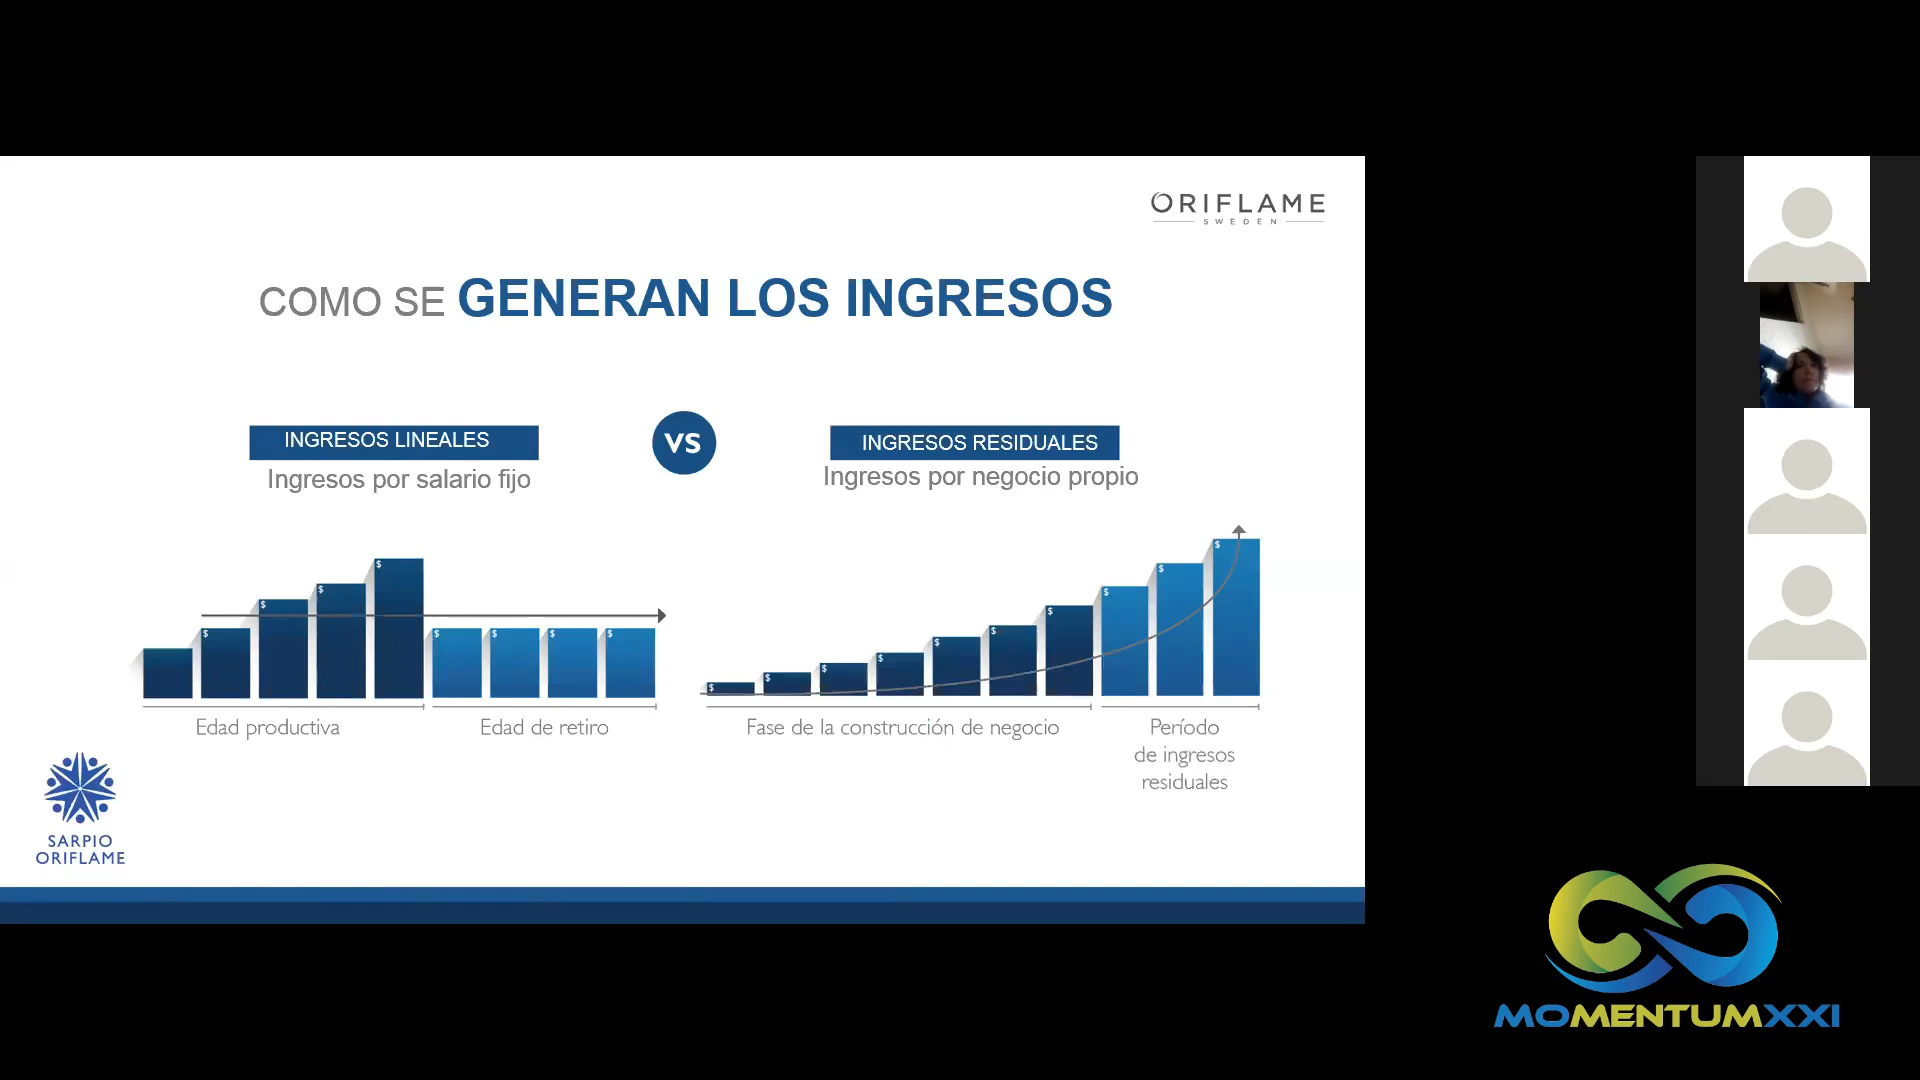 ORIFLAME
SWEDEN
COMO SE GENERAN LOS INGRESOS
INGRESOS LINEALES
VS
INGRESOS RESIDUALES
Ingresos por salario fijo
Ingresos por negocio propio
$ $ $ $ $ $ $ $
$ $ $ $ $ $ $ $ $
Edad productiva
Edad de retiro
Fase de la construcción de negocio
Período
de ingresos
residuales
SARPIO
ORIFLAME
MOMENTUMXXI